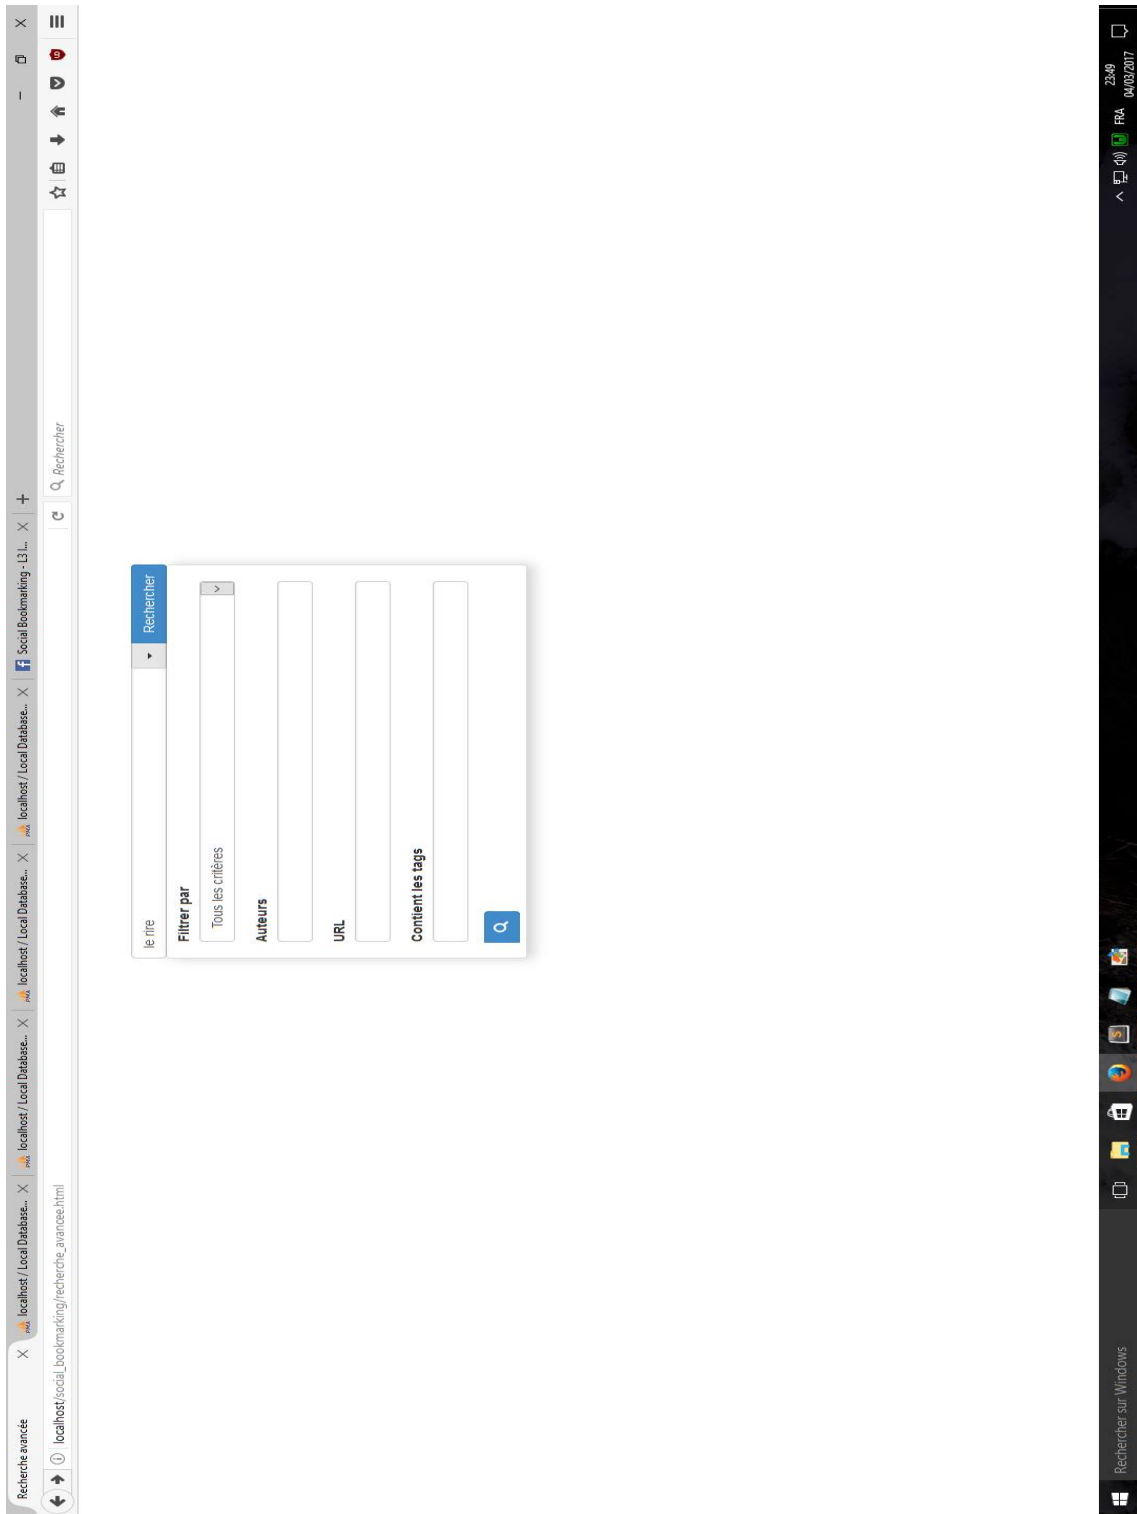 Recherche avancée
localhost / Local Database...
localhost / Local Database...
localhost / Local Database...
localhost / Local Database...
Social Bookmarking - L3 I...
localhost/social_bookmarking/recherche_avancee.html
Rechercher
le rire
Rechercher
Filtrer par
Tous les critères
Auteurs
URL
Contient les tags
Rechercher sur Windows
FRA
23:49
04/03/2017